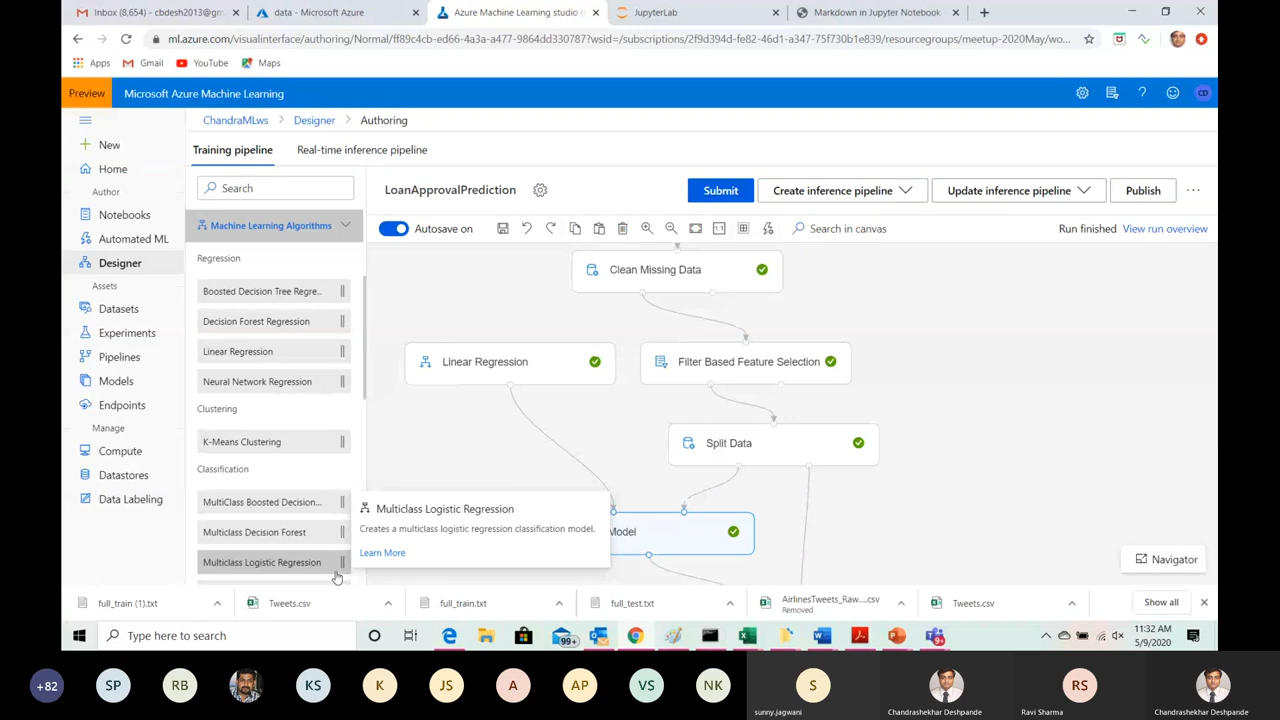 Inbox (8,654) - cbdesh2013@gm
data - Microsoft Azure
Azure Machine Learning studio (
JupyterLab
Markdown in Jupyter Notebook
ml.azure.com/visualinterface/authoring/Normal/ff89c4cb-ed66-4a3a-a477-9864dd330787?wsid=/subscriptions/2f9d394d-fe82-46d1-a347-75f730b1e839/resourcegroups/meetup-2020May/wo...
Apps
Gmail
YouTube
Maps
Preview
Microsoft Azure Machine Learning
CD
ChandraMLws > Designer > Authoring
New
Home
Author
Notebooks
Automated ML
Designer
Assets
Datasets
Experiments
Pipelines
Models
Endpoints
Manage
Compute
Datastores
Data Labeling
Training pipeline
Real-time inference pipeline
Search
Machine Learning Algorithms
Regression
Boosted Decision Tree Regre...
Decision Forest Regression
Linear Regression
Neural Network Regression
Clustering
K-Means Clustering
Classification
MultiClass Boosted Decision...
Multiclass Decision Forest
Multiclass Logistic Regression
LoanApprovalPrediction
Submit
Create inference pipeline
Update inference pipeline
Publish
...
Autosave on
1:1
Search in canvas
Run finished
View run overview
Clean Missing Data
Linear Regression
Filter Based Feature Selection
Split Data
Model
Multiclass Logistic Regression
Creates a multiclass logistic regression classification model.
Learn More
Navigator
full_train (1).txt
Tweets.csv
full_train.txt
full_test.txt
AirlinesTweets_Raw....csv
Removed
Tweets.csv
Show all
Type here to search
99+
9+
11:32 AM
5/9/2020
+82
SP
RB
KS
K
JS
A
AP
VS
NK
S
sunny.jagwani
Chandrashekhar Deshpande
RS
Ravi Sharma
Chandrashekhar Deshpande